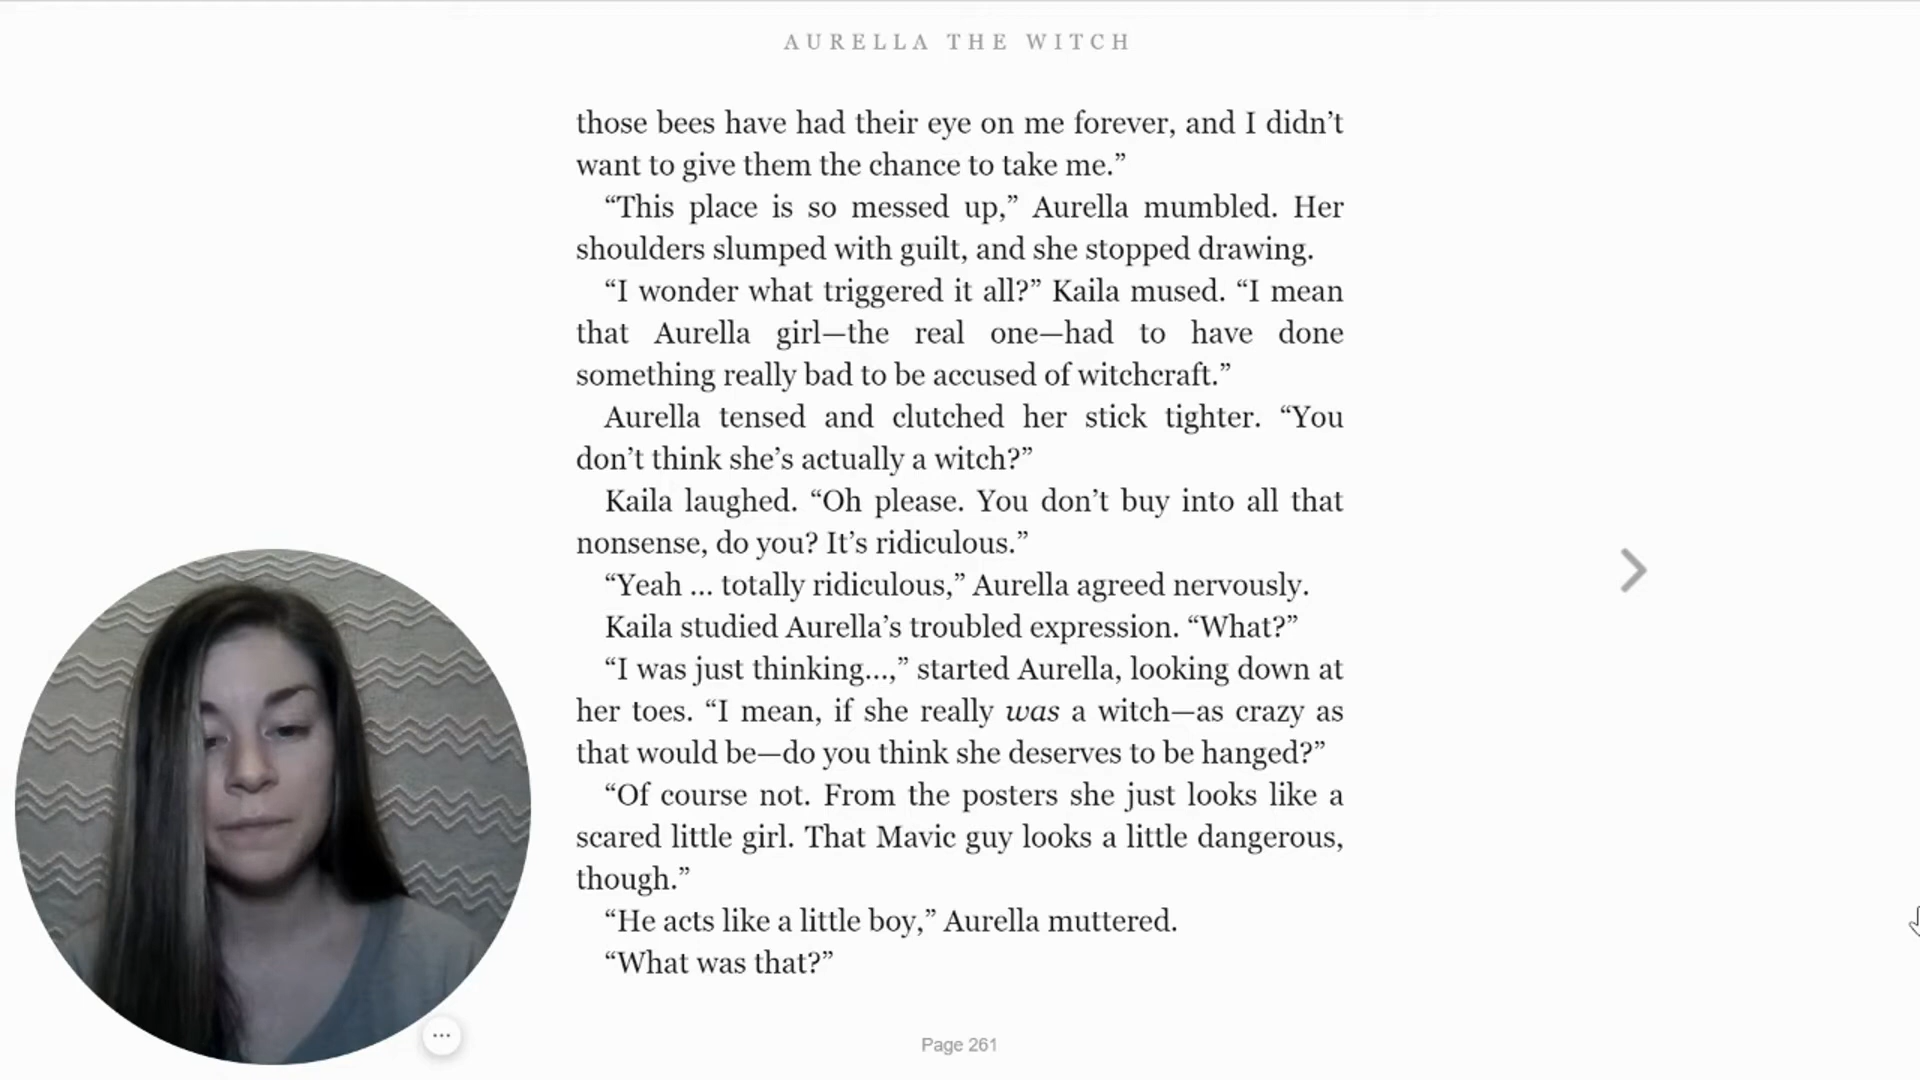 AURELLA THE WITCH
those bees have had their eye on me forever, and I didn’t
want to give them the chance to take me.”
“This place is so messed up,” Aurella mumbled. Her
shoulders slumped with guilt, and she stopped drawing.
“I wonder what triggered it all?” Kaila mused. “I mean
that Aurella girl—the real one—had to have done
something really bad to be accused of witchcraft.”
Aurella tensed and clutched her stick tighter. “You
don’t think she’s actually a witch?”
Kaila laughed. “Oh please. You don’t buy into all that
nonsense, do you? It’s ridiculous.”
“Yeah ... totally ridiculous,” Aurella agreed nervously.
Kaila studied Aurella’s troubled expression. “What?”
“I was just thinking...,” started Aurella, looking down at
her toes. “I mean, if she really was a witch—as crazy as
that would be—do you think she deserves to be hanged?”
“Of course not. From the posters she just looks like a
scared little girl. That Mavic guy looks a little dangerous,
though.”
“He acts like a little boy,” Aurella muttered.
“What was that?”
Page 261